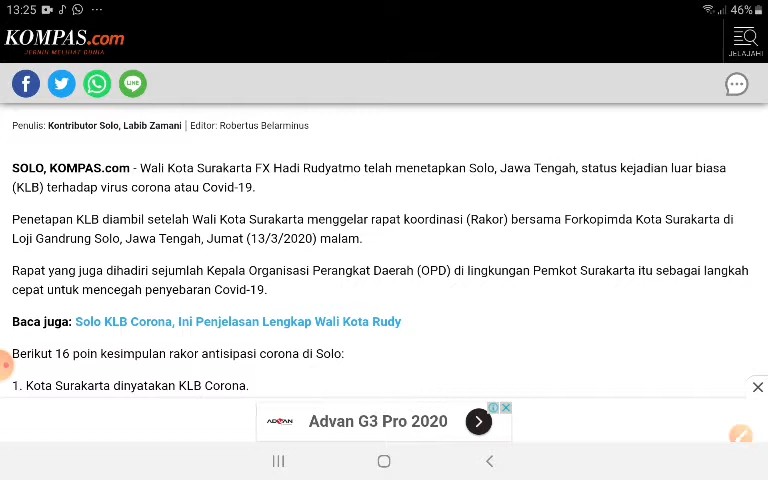 13:25
46%
KOMPAS.com
JERNIH MELIHAT DUNIA
JELAJAHI
LINE
Penulis: Kontributor Solo, Labib Zamani | Editor: Robertus Belarminus
SOLO, KOMPAS.com - Wali Kota Surakarta FX Hadi Rudyatmo telah menetapkan Solo, Jawa Tengah, status kejadian luar biasa
(KLB) terhadap virus corona atau Covid-19.
Penetapan KLB diambil setelah Wali Kota Surakarta menggelar rapat koordinasi (Rakor) bersama Forkopimda Kota Surakarta di
Loji Gandrung Solo, Jawa Tengah, Jumat (13/3/2020) malam.
Rapat yang juga dihadiri sejumlah Kepala Organisasi Perangkat Daerah (OPD) di lingkungan Pemkot Surakarta itu sebagai langkah
cepat untuk mencegah penyebaran Covid-19.
Baca juga: Solo KLB Corona, Ini Penjelasan Lengkap Wali Kota Rudy
Berikut 16 poin kesimpulan rakor antisipasi corona di Solo:
1. Kota Surakarta dinyatakan KLB Corona.
ADVAN Advan G3 Pro 2020